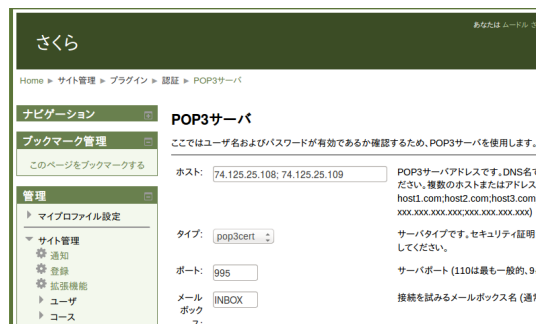 あなたは ムードル さ
さくら
Home ► サイト管理 ► プラグイン ► 認証 ► POP3サーバ
ナビゲーション
ブックマーク管理
このページをブックマークする
管理
マイプロファイル設定
サイト管理
通知
登録
拡張機能
ユーザ
コース
POP3サーバ
ここではユーザ名およびパスワードが有効であるか確認するため、POP3サーバを使用します。
ホスト:
74.125.25.108; 74.125.25.109
POP3サーバアドレスです。DNS名で
ださい。複数のホストまたはアドレス
host1.com;host2.com;host3.com
xxx.xxx.xxx.xxx;xxx.xxx.xxx.xxx)
タイプ:
pop3cert
サーバタイプです。セキュリティ証明
してください。
ポート:
995
サーバポート (110は最も一般的、9
メール
ボック
ス:
INBOX
接続を試みるメールボックス名 (通